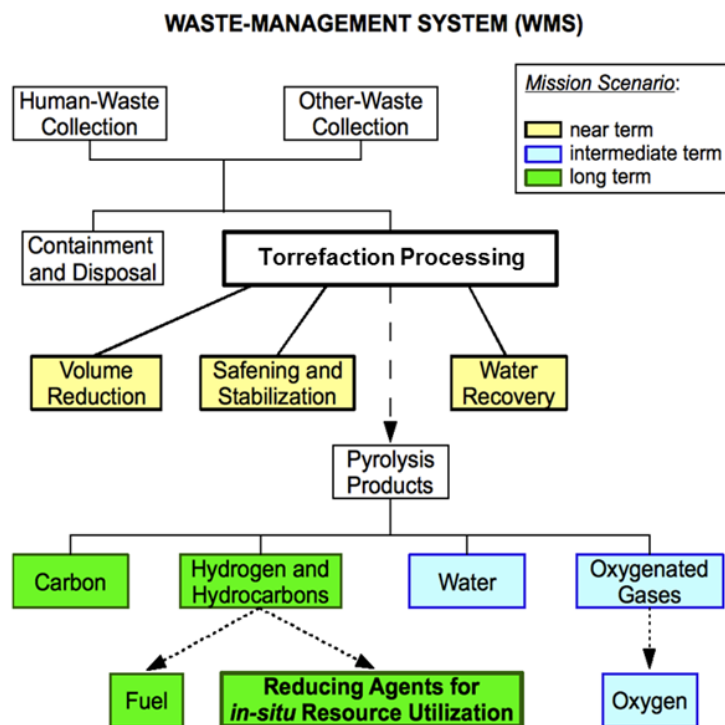 WASTE-MANAGEMENT SYSTEM (WMS)
Human-Waste
Collection
Other-Waste
Collection
Mission Scenario:
near term
intermediate term
long term
Containment
and Disposal
Torrefaction Processing
Volume
Reduction
Safening and
Stabilization
Water
Recovery
Pyrolysis
Products
Carbon
Hydrogen and
Hydrocarbons
Water
Oxygenated
Gases
Fuel
Reducing Agents for
in-situ Resource Utilization
Oxygen